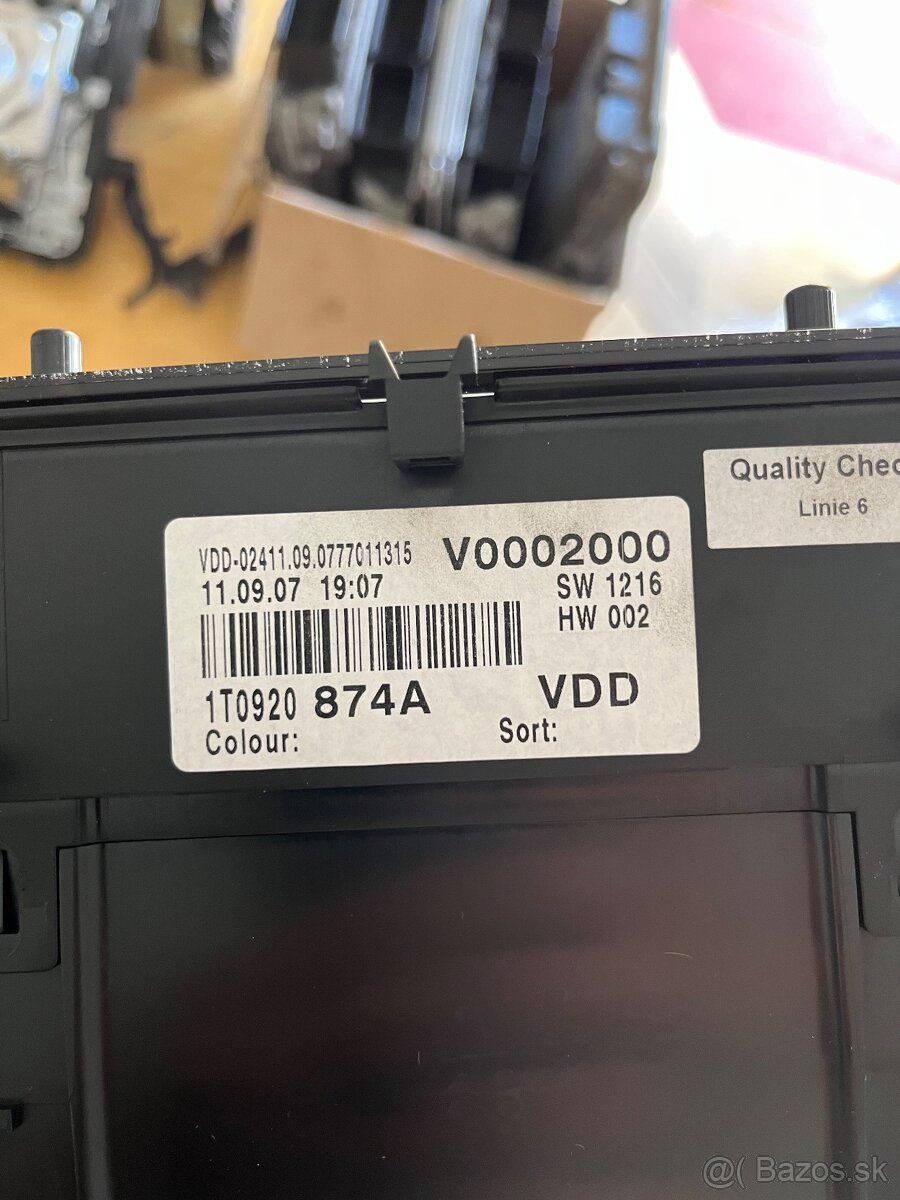 Quality Chec
Linie 6
VDD-02411.09.0777011315 V0002000
11.09.07 19:07 SW 1216
HW 002
1T0920 874A VDD
Colour: Sort:
@( Bazos.sk